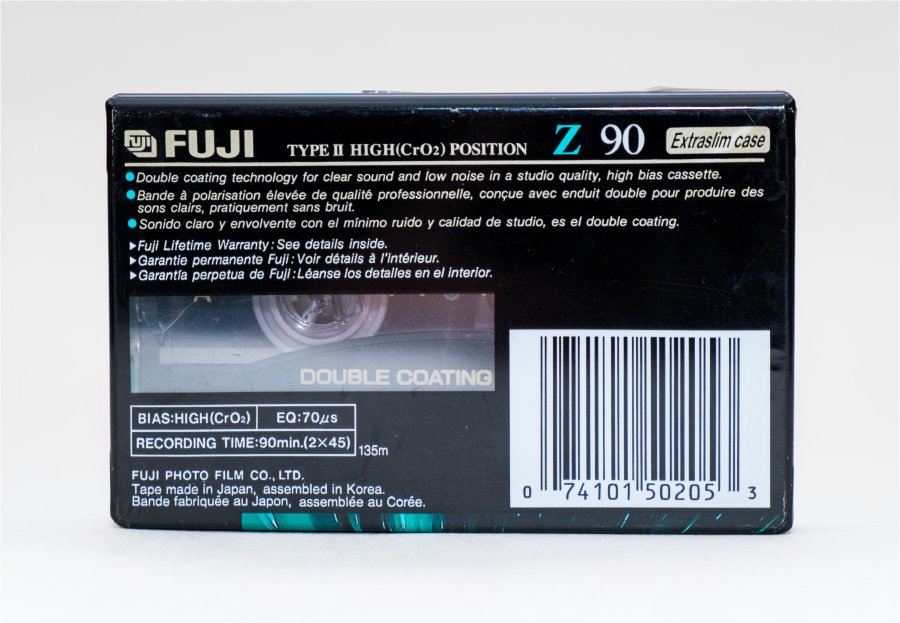 FUJI FUJI TYPE II HIGH(CrO2) POSITION Z 90 Extraslim case
Double coating technology for clear sound and low noise in a studio quality, high bias cassette.
Bande à polarisation élevée de qualité professionnelle, conçue avec enduit double pour produire des
sons clairs, pratiquement sans bruit.
Sonido claro y envolvente con el mínimo ruido y calidad de studio, es el double coating.
Fuji Lifetime Warranty: See details inside.
Garantie permanente Fuji: Voir détails à l'intérieur.
Garantía perpetua de Fuji: Léanse los detalles en el interior.
A
DOUBLE COATING
BIAS:HIGH(CrO2) EQ:70µs
RECORDING TIME:90min.(2×45) 135m
FUJI PHOTO FILM CO., LTD.
Tape made in Japan, assembled in Korea.
Bande fabriquée au Japon, assemblée au Corée.
0 74101 50205 3